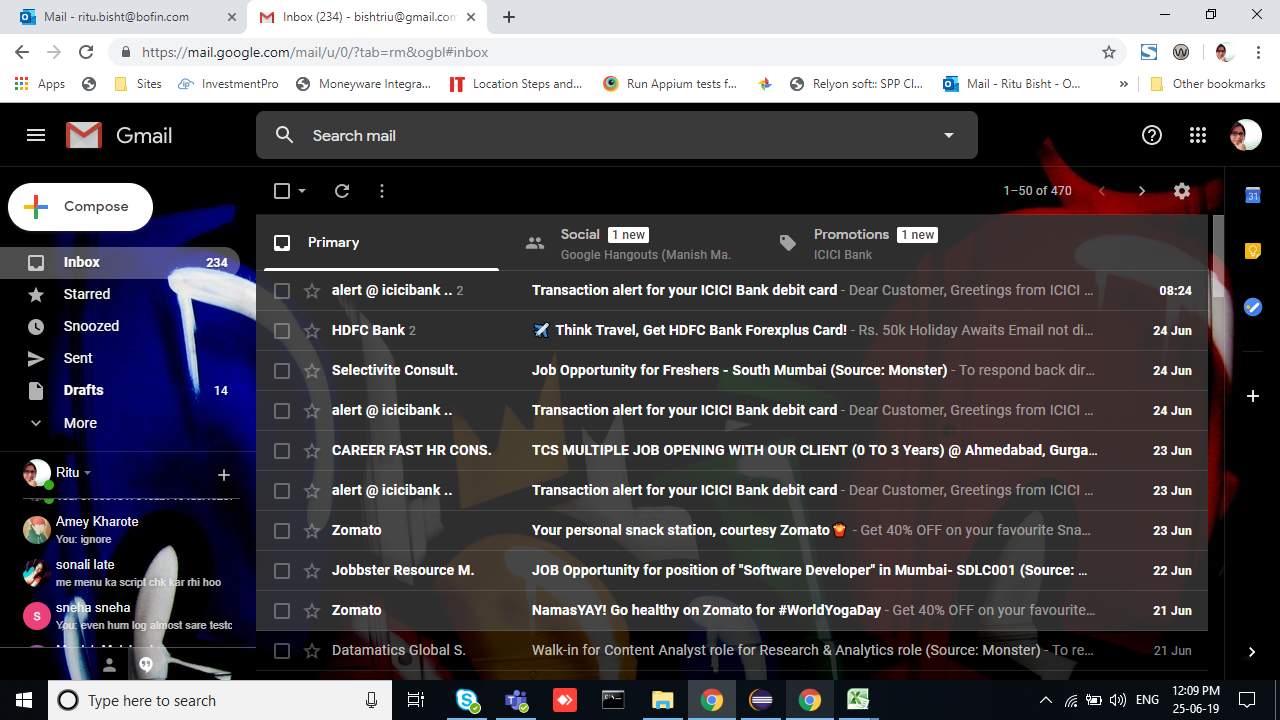 Mail - ritu.bisht@bofin.com
Inbox (234) - bishtriu@gmail.com
https://mail.google.com/mail/u/0/?tab=rm&ogbl#inbox
Apps
Sites
InvestmentPro
Moneyware Integra...
Location Steps and...
Run Appium tests f...
Relyon soft:: SPP Cl...
Mail - Ritu Bisht - O...
»
Other bookmarks
Gmail
Search mail
Compose
1–50 of 470
31
Inbox 234
Starred
Snoozed
Sent
Drafts 14
More
Primary
Social 1 new
Google Hangouts (Manish Ma.
Promotions 1 new
ICICI Bank
alert @ icicibank .. 2 Transaction alert for your ICICI Bank debit card - Dear Customer, Greetings from ICICI ... 08:24
HDFC Bank 2 ✈️ Think Travel, Get HDFC Bank Forexplus Card! - Rs. 50k Holiday Awaits Email not di... 24 Jun
Selectivite Consult. Job Opportunity for Freshers - South Mumbai (Source: Monster) - To respond back dir... 24 Jun
alert @ icicibank .. Transaction alert for your ICICI Bank debit card - Dear Customer, Greetings from ICICI ... 24 Jun
CAREER FAST HR CONS. TCS MULTIPLE JOB OPENING WITH OUR CLIENT (0 TO 3 Years) @ Ahmedabad, Gurga... 23 Jun
alert @ icicibank .. Transaction alert for your ICICI Bank debit card - Dear Customer, Greetings from ICICI ... 23 Jun
Zomato Your personal snack station, courtesy Zomato🍟 - Get 40% OFF on your favourite Sna... 23 Jun
Jobbster Resource M. JOB Opportunity for position of "Software Developer" in Mumbai- SDLC001 (Source: ... 22 Jun
Zomato NamasYAY! Go healthy on Zomato for #WorldYogaDay - Get 40% OFF on your favourite... 21 Jun
Datamatics Global S. Walk-in for Content Analyst role for Research & Analytics role (Source: Monster) - To re... 21 Jun
Ritu
Amey Kharote
You: ignore
sonali late
me menu ka script chk kar rhi hoo
S
sneha sneha
You: even hum log almost sare testc
Type here to search
ENG
12:09 PM
25-06-19